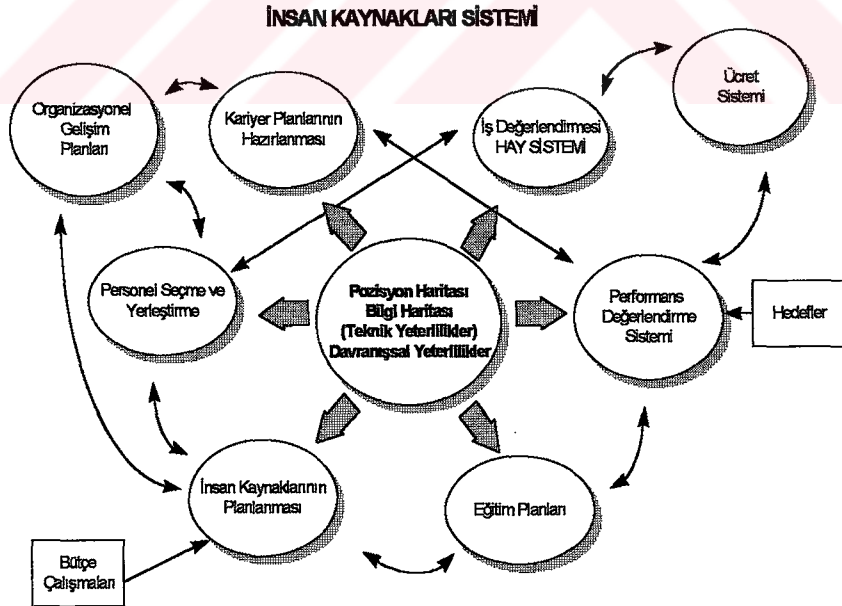 İNSAN KAYNAKLARI SİSTEMİ
Organizasyonel
Gelişim
Planları
Kariyer Planlarının
Hazırlanması
İş Değerlendirmesi
HAY SİSTEMİ
Ücret
Sistemi
Personel Seçme ve
Yerleştirme
Pozisyon Haritası
Bilgi Haritası
(Teknik Yeterlilikler)
Davranışsal Yeterlilikler
Performans
Değerlendirme
Sistemi
Hedefler
İnsan Kaynaklarının
Planlanması
Eğitim Planları
Bütçe
Çalışmaları